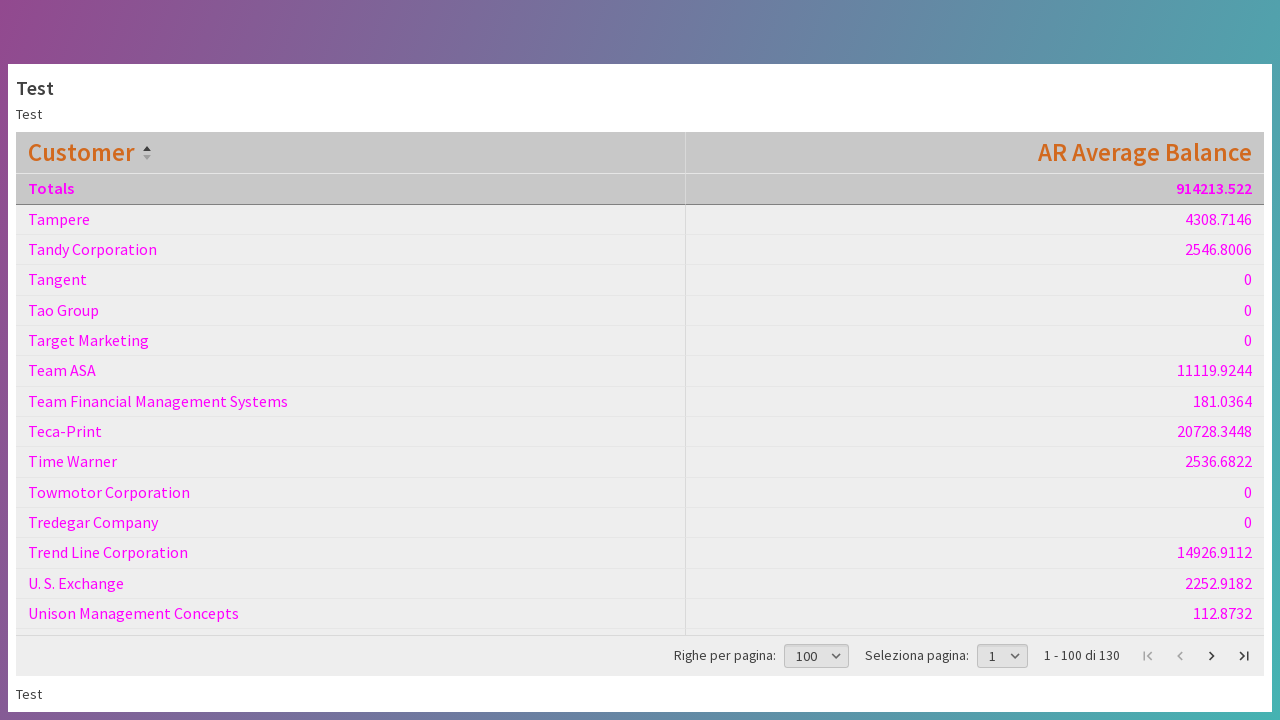 Test
Test
Customer AR Average Balance
Totals 914213.522
Tampere 4308.7146
Tandy Corporation 2546.8006
Tangent 0
Tao Group 0
Target Marketing 0
Team ASA 11119.9244
Team Financial Management Systems 181.0364
Teca-Print 20728.3448
Time Warner 2536.6822
Towmotor Corporation 0
Tredegar Company 0
Trend Line Corporation 14926.9112
U. S. Exchange 2252.9182
Unison Management Concepts 112.8732
Righe per pagina: 100 Seleziona pagina: 1 1 - 100 di 130
Test